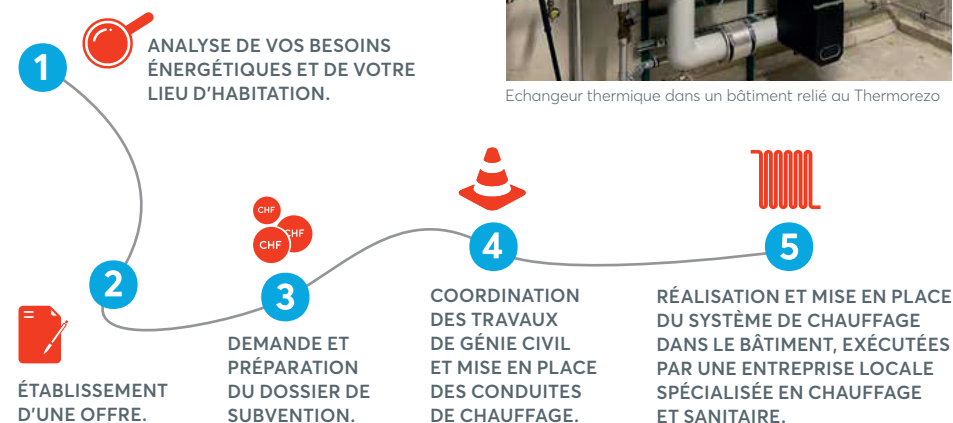 1
ANALYSE DE VOS BESOINS
ÉNERGÉTIQUES ET DE VOTRE
LIEU D'HABITATION.
Echangeur thermique dans un bâtiment relié au Thermorezo
2
ÉTABLISSEMENT
D'UNE OFFRE.
CHF
CHF
CHF
3
DEMANDE ET
PRÉPARATION
DU DOSSIER DE
SUBVENTION.
4
COORDINATION
DES TRAVAUX
DE GÉNIE CIVIL
ET MISE EN PLACE
DES CONDUITES
DE CHAUFFAGE.
5
RÉALISATION ET MISE EN PLACE
DU SYSTÈME DE CHAUFFAGE
DANS LE BÂTIMENT, EXÉCUTÉES
PAR UNE ENTREPRISE LOCALE
SPÉCIALISÉE EN CHAUFFAGE
ET SANITAIRE.